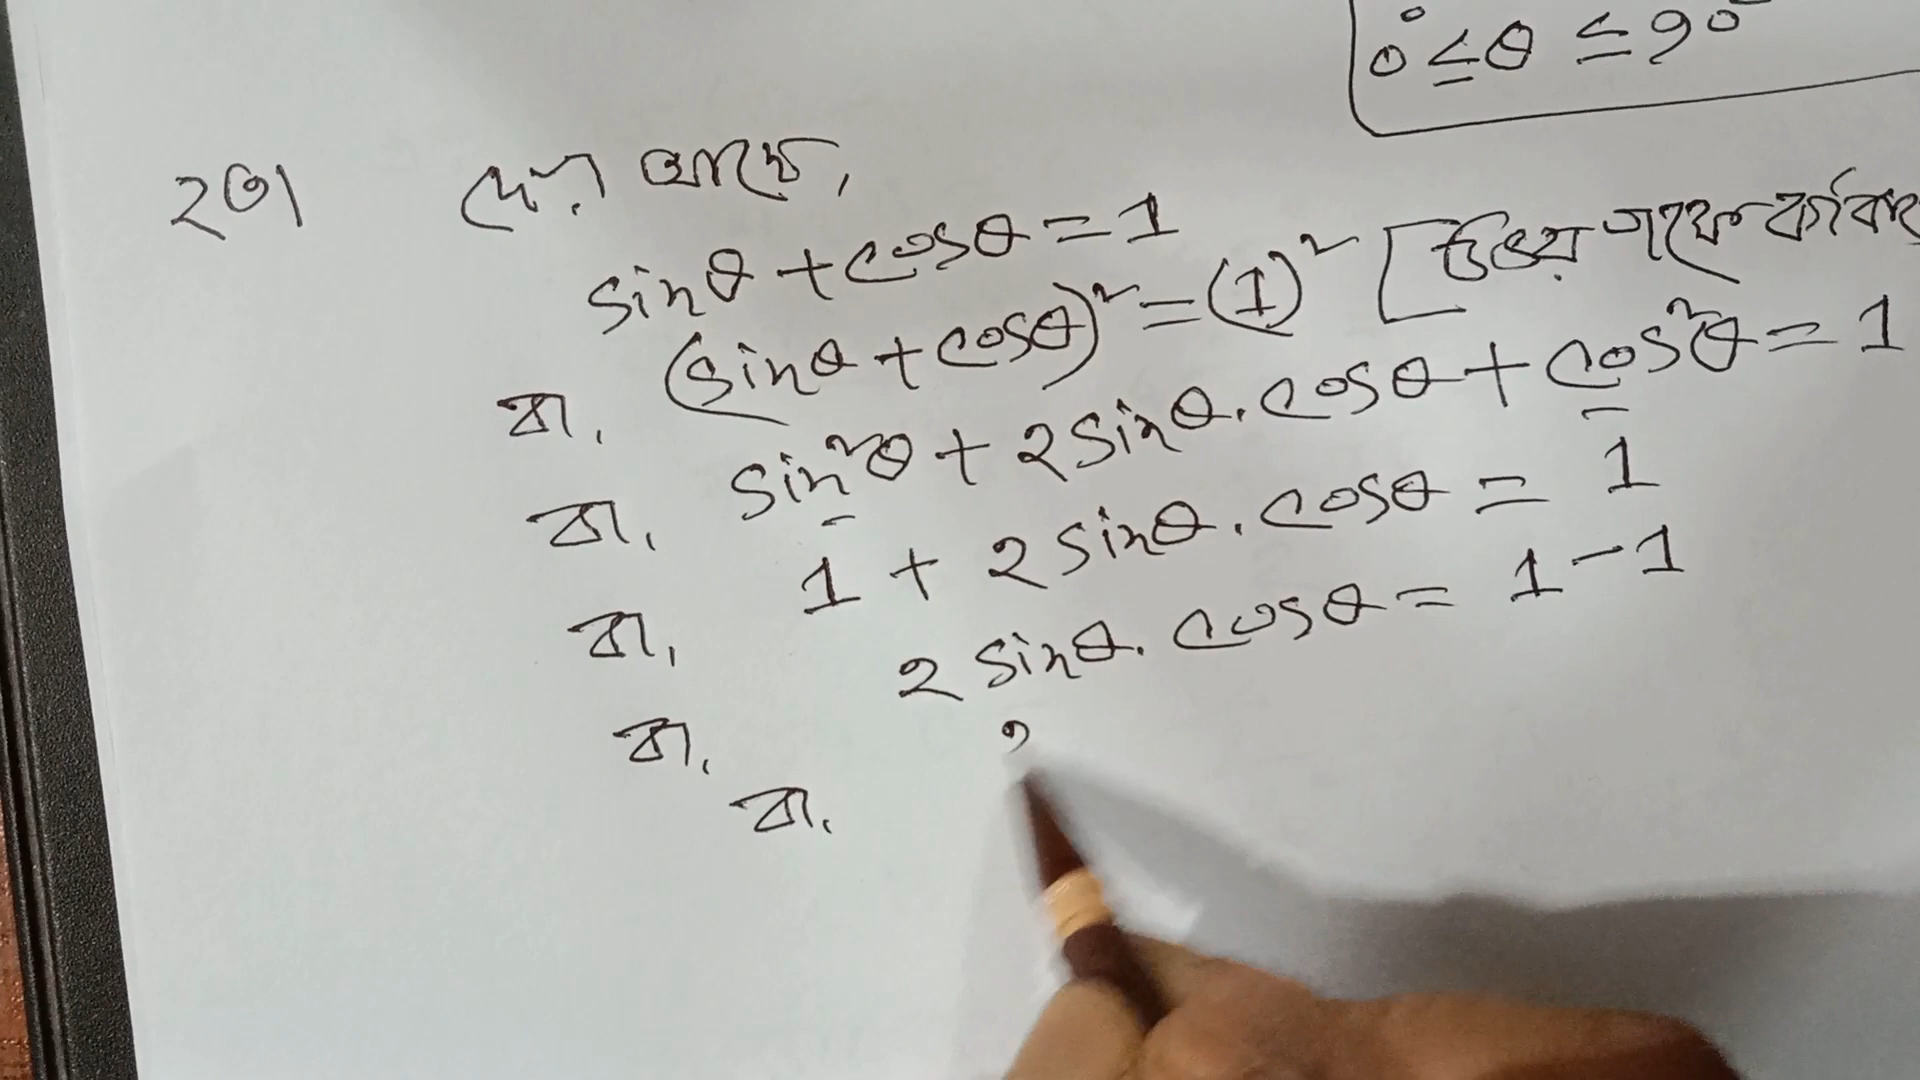 0° ≤ θ ≤ 90°
২৩। দেওয়া আছে,
sinθ + cosθ = 1
বা, (sinθ + cosθ)² = (1)² [উভয় পক্ষে বর্গ করে
বা, sin²θ + 2sinθ. cosθ + cos²θ = 1
বা, 1 + 2sinθ. cosθ = 1
বা, 2sinθ. cosθ = 1 - 1
বা,